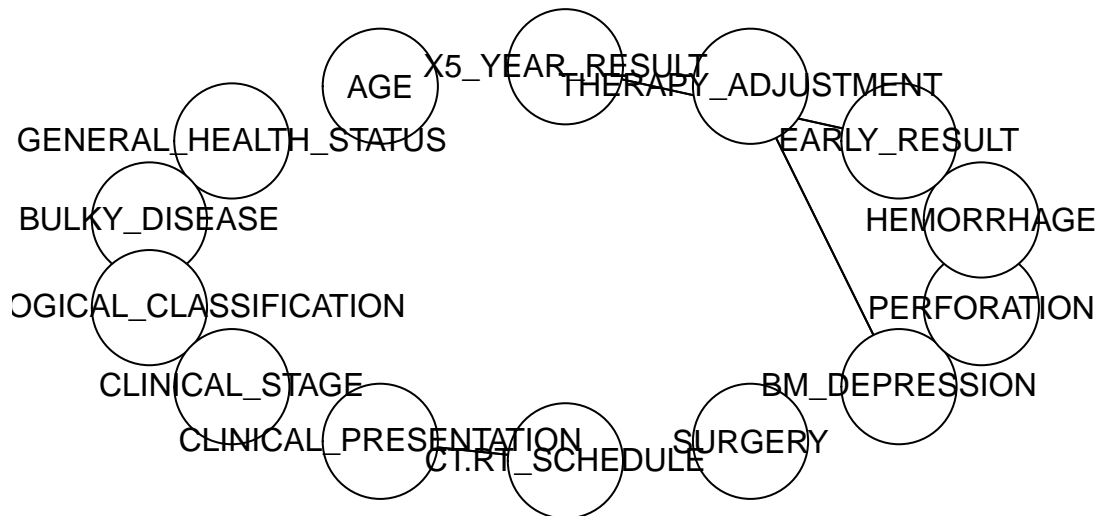 X5_YEAR_RESULT
THERAPY_ADJUSTMENT
AGE
EARLY_RESULT
GENERAL_HEALTH_STATUS
HEMORRHAGE
BULKY_DISEASE
PERFORATION
OGICAL_CLASSIFICATION
BM_DEPRESSION
CLINICAL_STAGE
SURGERY
CLINICAL_PRESENTATION
CT.RT_SCHEDULE